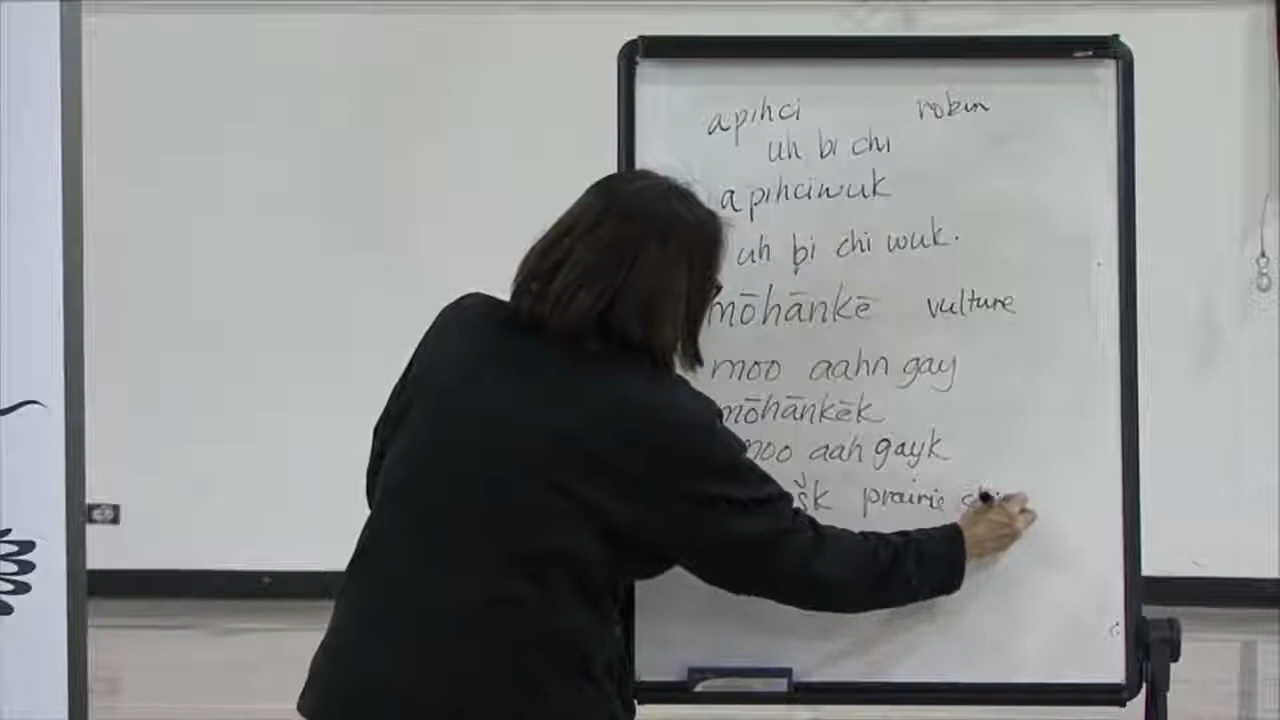 apihci robin
uh bi chi
apihciwuk
uh bi chi wuk.
mōhānkē vulture
moo aahn gay
mōhānkēk
moo aah gayk
šk prairie